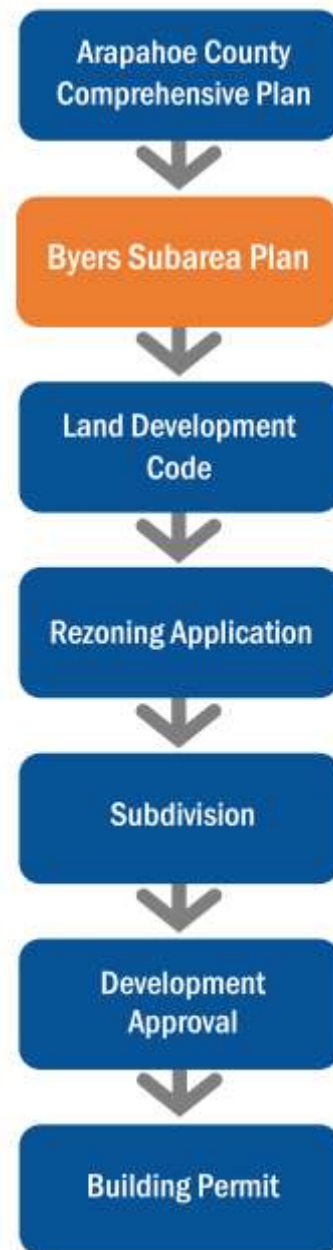 Arapahoe County
Comprehensive Plan
Byers Subarea Plan
Land Development
Code
Rezoning Application
Subdivision
Development
Approval
Building Permit